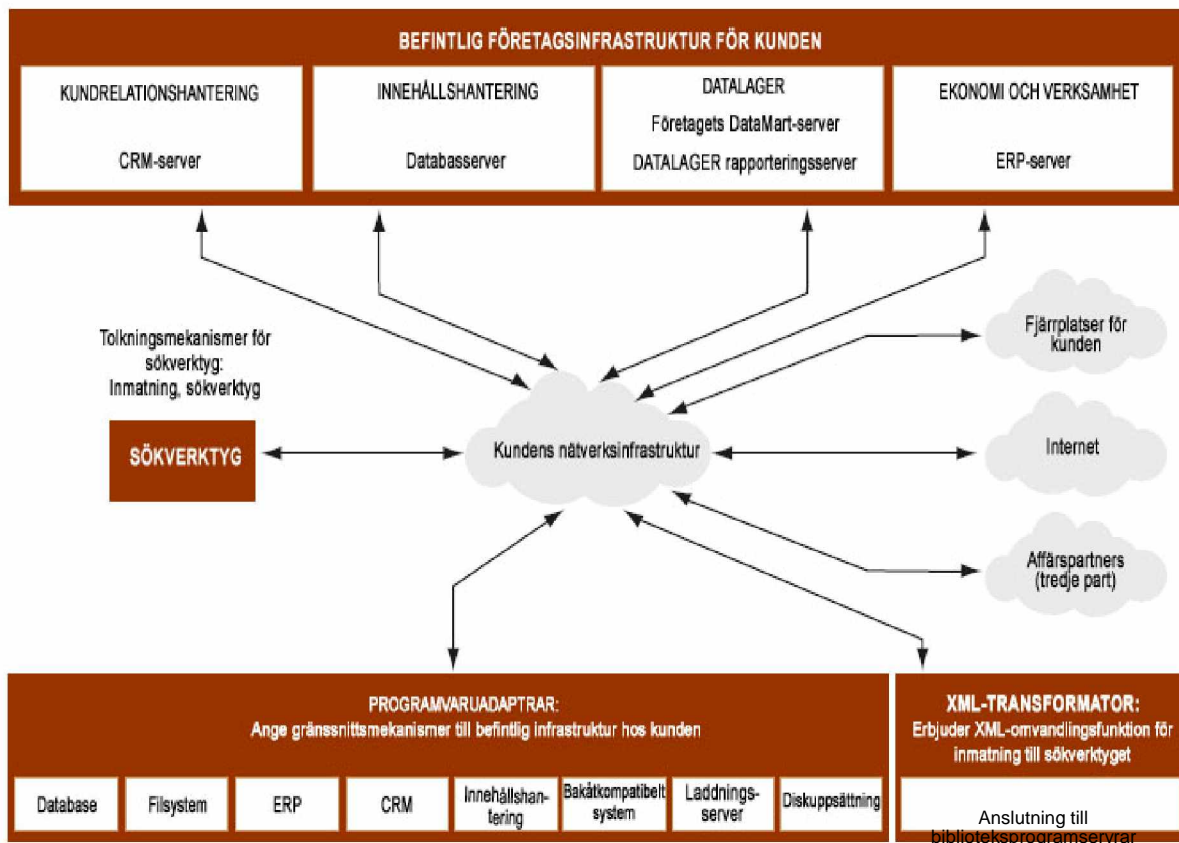 BEFINTLIG FÖRETAGSINFRASTRUKTUR FÖR KUNDEN
KUNDRELATIONSHANTERING
CRM-server
INNEHÅLLSHANTERING
Databasserver
DATALAGER
Företagets DataMart-server
DATALAGER rapporteringsserver
EKONOMI OCH VERKSAMHET
ERP-server
Tolkningsmekanismer för
sökverktyg:
Inmatning, sökverktyg
SÖKVERKTYG
Kundens nätverksinfrastruktur
Fjärrplatser för
kunden
Internet
Affärspartners
(tredje part)
PROGRAMVARUADAPTRAR:
Ange gränssnittsmekanismer till befintlig infrastruktur hos kunden
Database
Filsystem
ERP
CRM
Innehållshan-
tering
Bakåtkompatibelt
system
Laddnings-
server
Diskuppsättning
XML-TRANSFORMATOR:
Erbjuder XML-omvandlingsfunktion för
inmatning till sökverktyget
Anslutning till
biblioteksprogramservrar